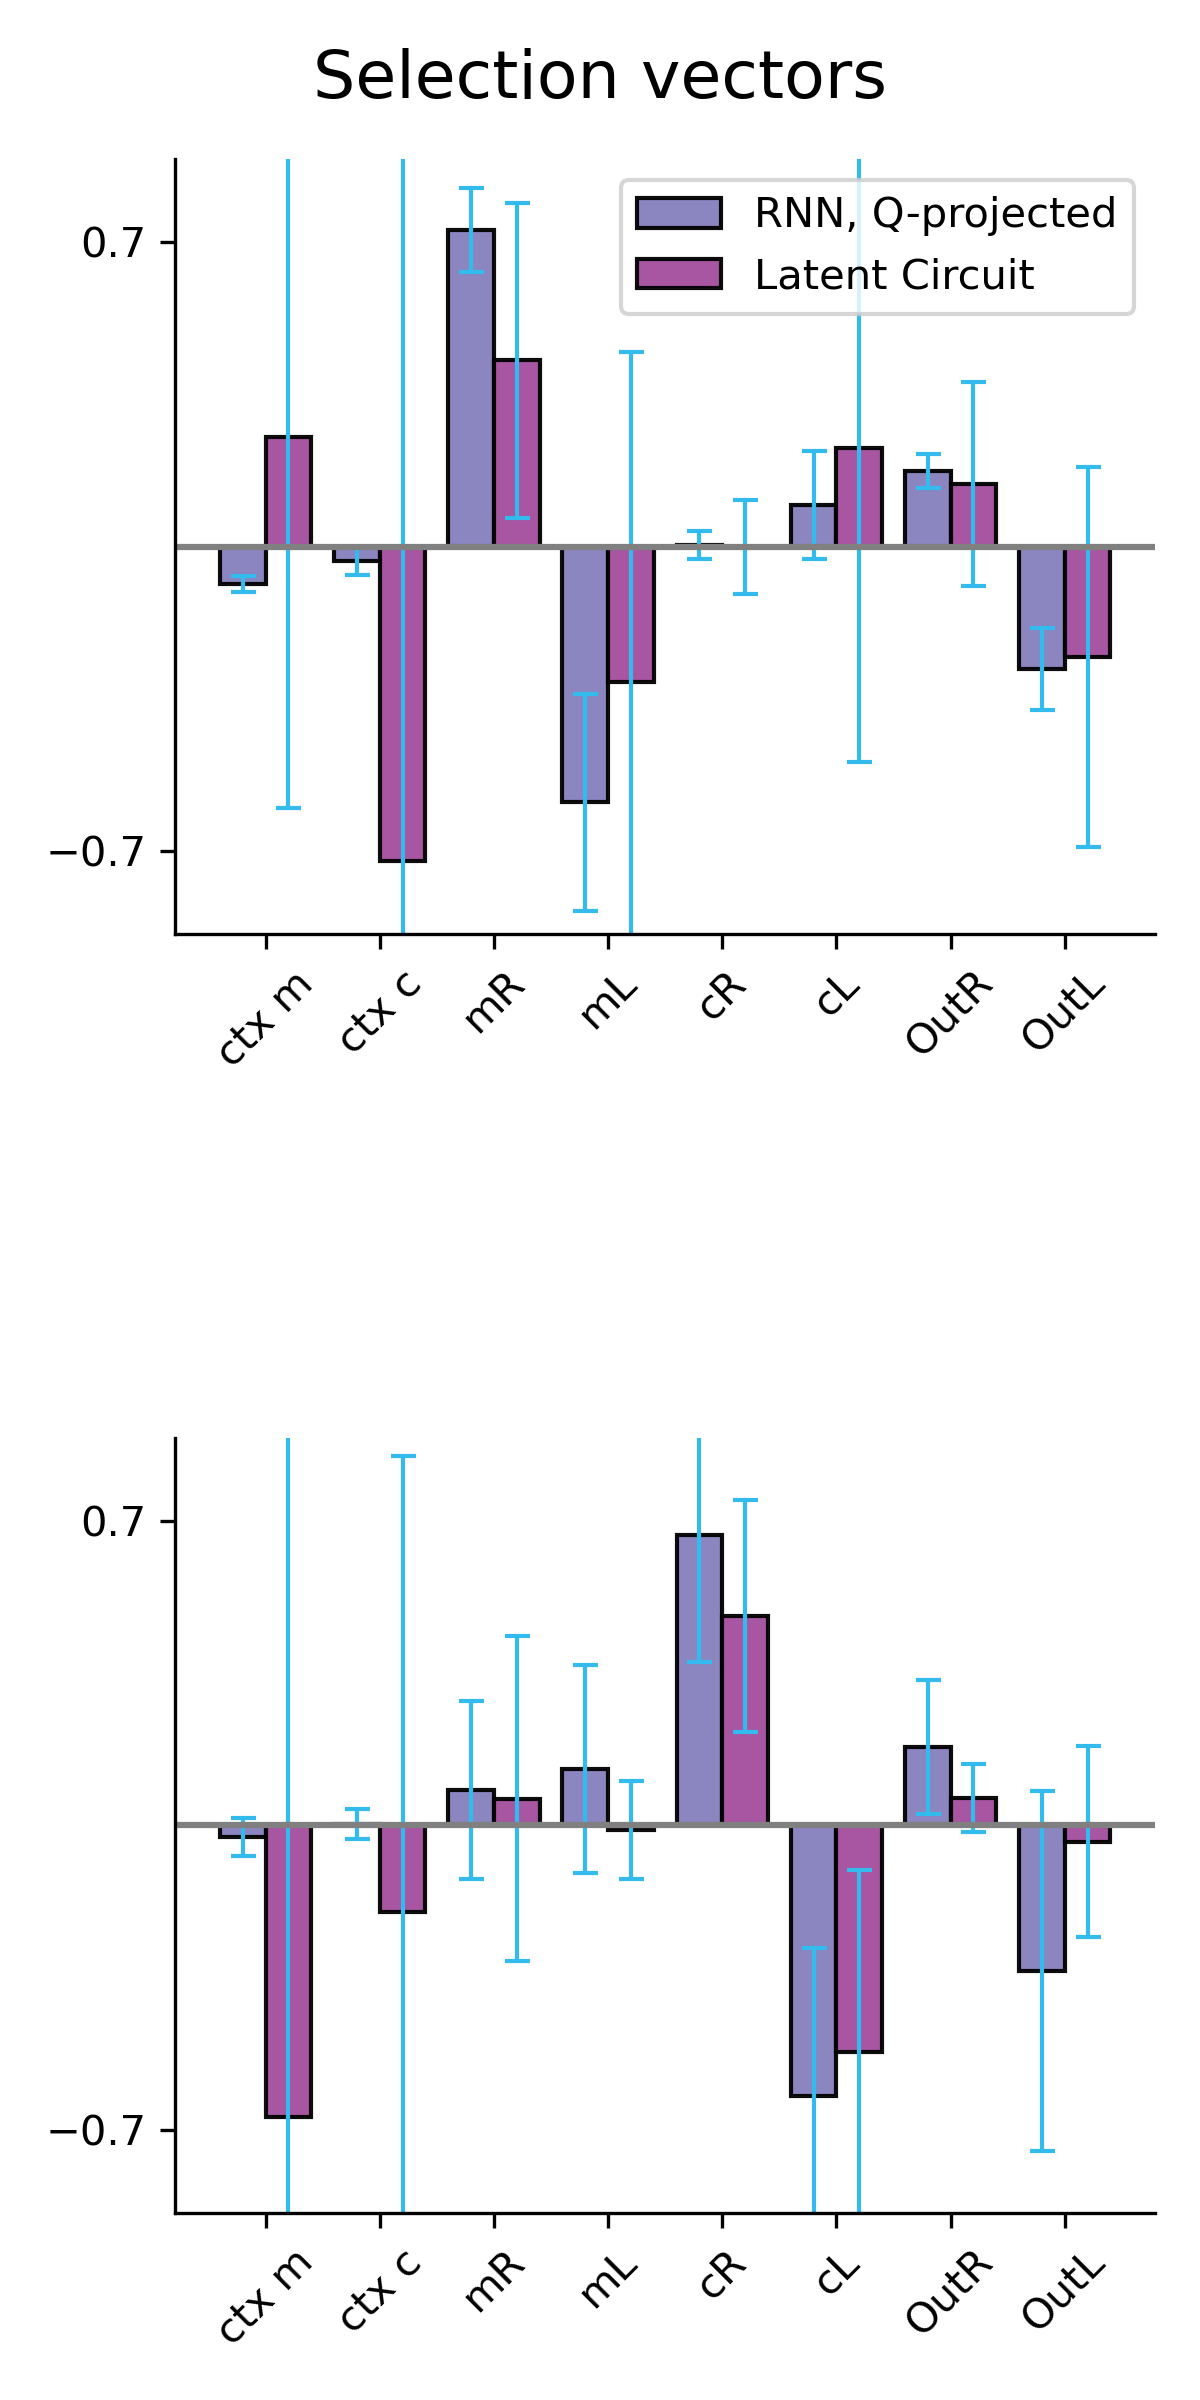 Selection vectors
RNN, Q-projected
Latent Circuit
0.7
−0.7
ctx m
ctx c
mR
mL
cR
cL
OutR
OutL
0.7
−0.7
ctx m
ctx c
mR
mL
cR
cL
OutR
OutL